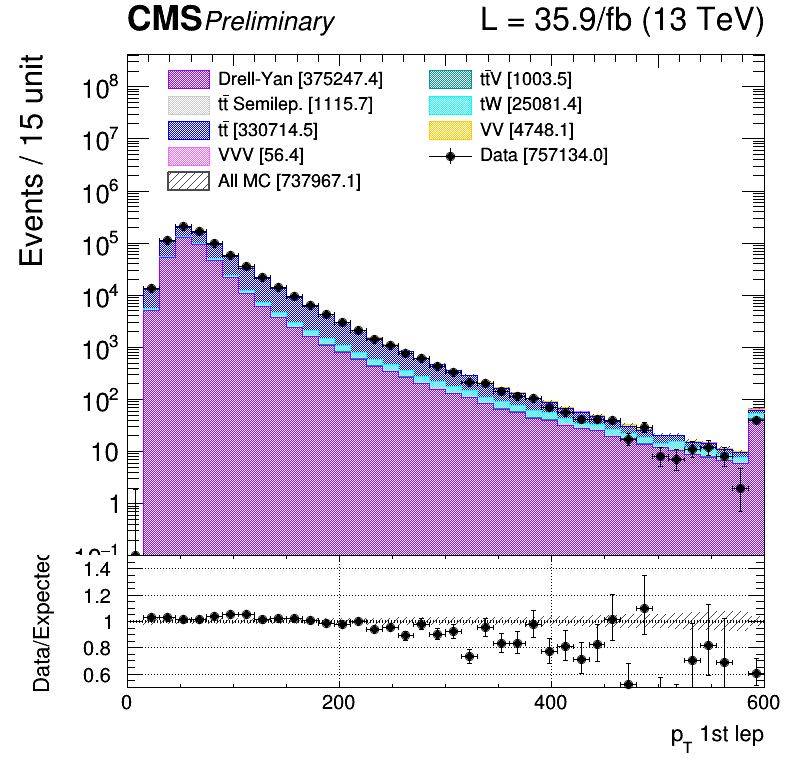 CMS Preliminary L = 35.9/fb (13 TeV)
Events / 15 unit
Drell-Yan [375247.4]
tt̄ Semilep. [1115.7]
tt̄ [330714.5]
VVV [56.4]
All MC [737967.1]
tt̄V [1003.5]
tW [25081.4]
VV [4748.1]
Data [757134.0]
10⁸
10⁷
10⁶
10⁵
10⁴
10³
10²
10
1
10⁻¹
Data/Expected
1.4
1.2
1
0.8
0.6
0 200 400 600
p_T 1st lep